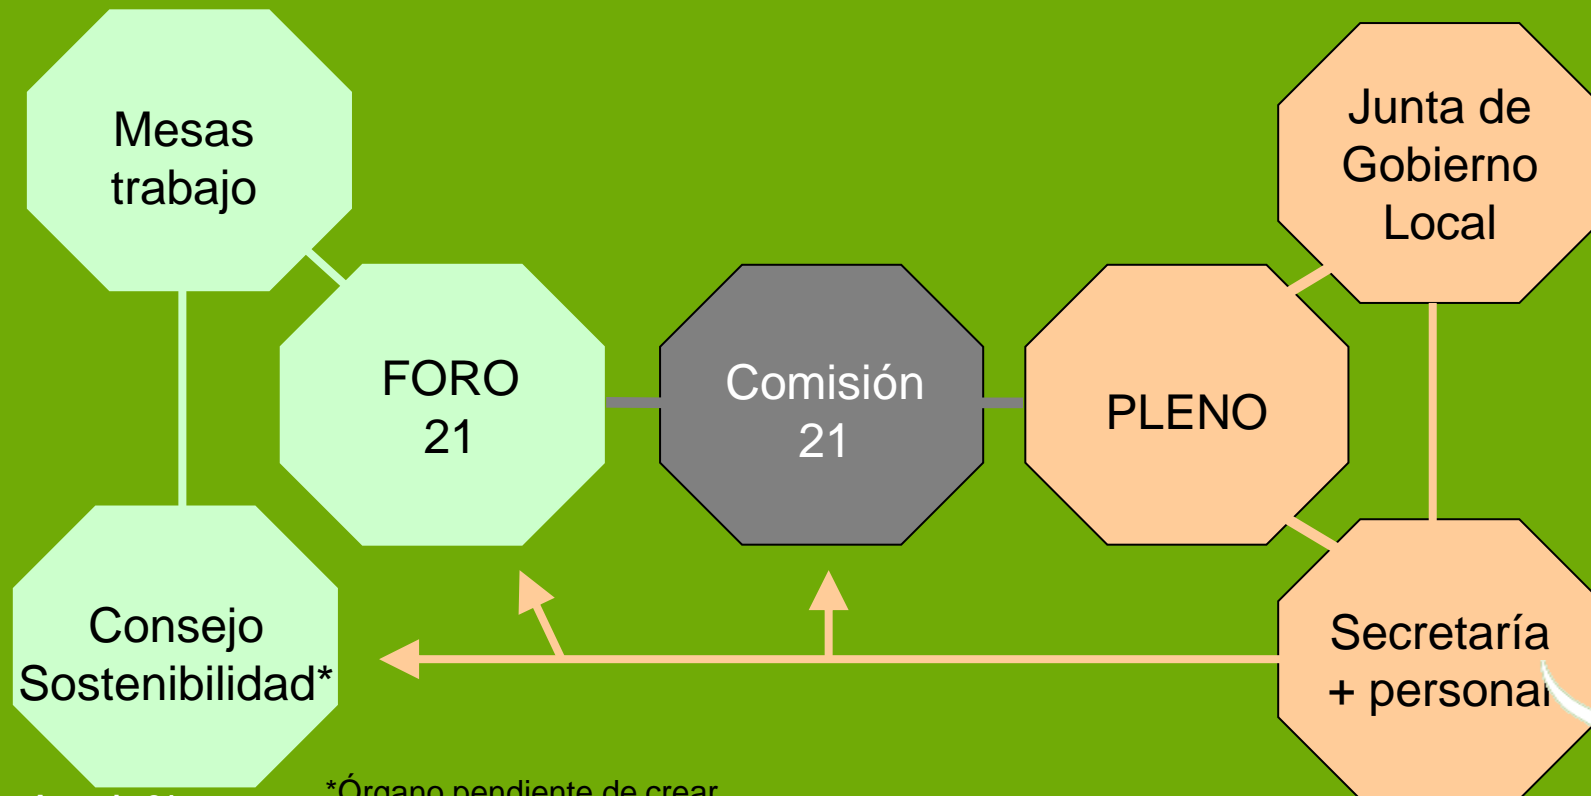 Mesas
trabajo
Junta de
Gobierno
Local
FORO
21
Comisión
21
PLENO
Consejo
Sostenibilidad*
Secretaría
+ personal
*Órgano pendiente de crear